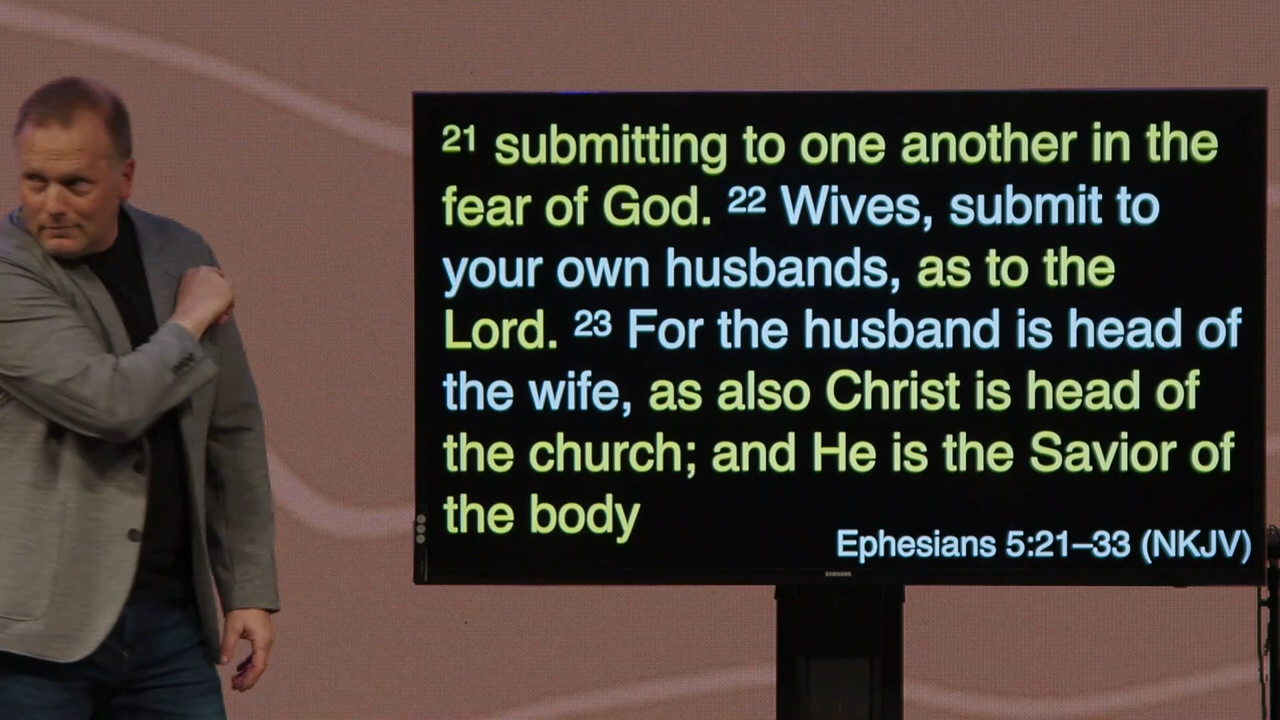 21 submitting to one another in the
fear of God. 22 Wives, submit to
your own husbands, as to the
Lord. 23 For the husband is head of
the wife, as also Christ is head of
the church; and He is the Savior of
the body
Ephesians 5:21–33 (NKJV)
SAMSUNG